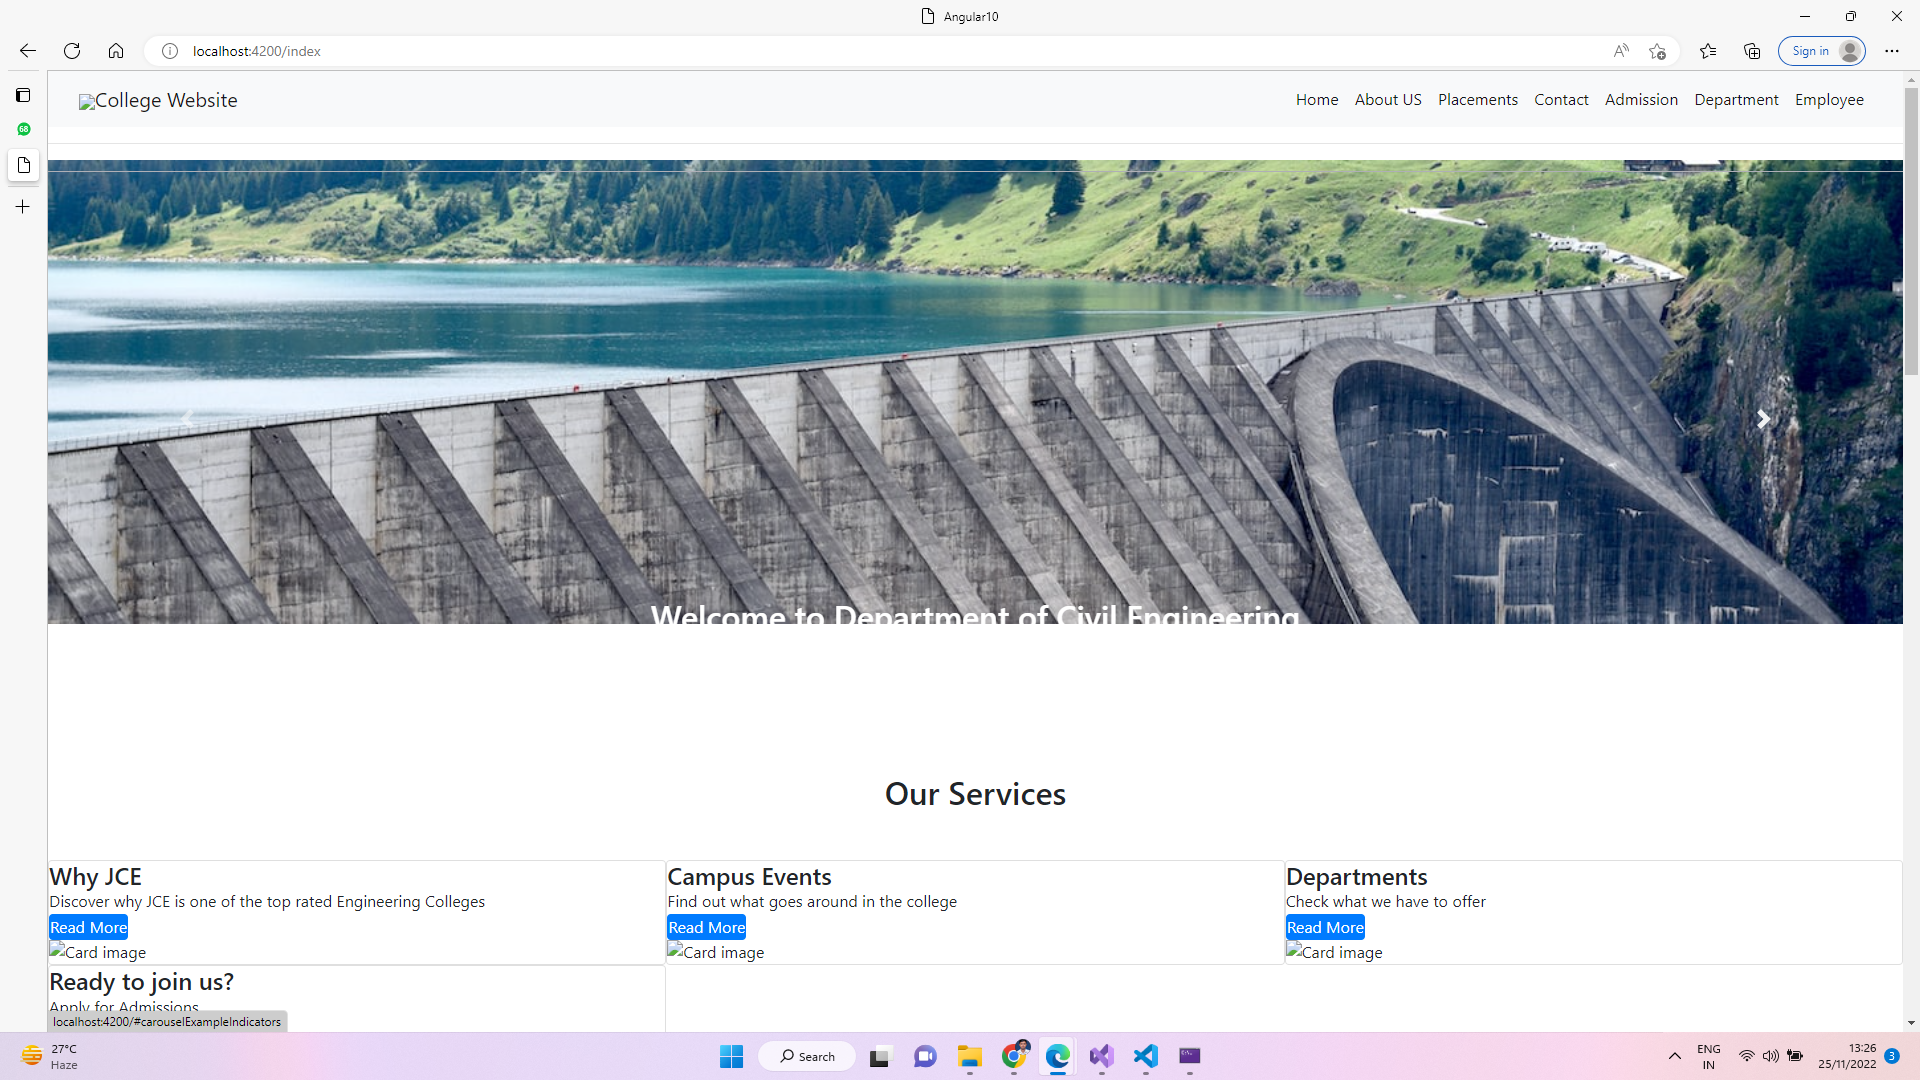 Angular10
localhost:4200/index
Sign in
68
College Website
Home About US Placements Contact Admission Department Employee
Welcome to Department of Civil Engineering
Our Services
Why JCE
Discover why JCE is one of the top rated Engineering Colleges
Read More
Card image
Campus Events
Find out what goes around in the college
Read More
Card image
Departments
Check what we have to offer
Read More
Card image
Ready to join us?
Apply for Admissions
localhost:4200/#carouselExampleIndicators
27°C
Haze
Search
ENG
IN
13:26
25/11/2022
3